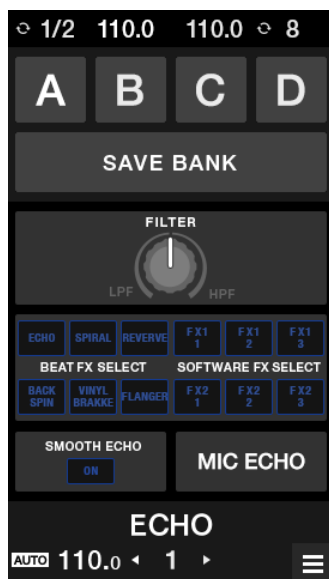 1/2 110.0 110.0 8
A B C D
SAVE BANK
FILTER
LPF HPF
ECHO SPIRAL REVERVE FX1 1 FX1 2 FX1 3
BEAT FX SELECT SOFTWARE FX SELECT
BACK SPIN VINYL BRAKKE FLANGER FX2 1 FX2 2 FX2 3
SMOOTH ECHO
ON
MIC ECHO
ECHO
AUTO 110.0 1